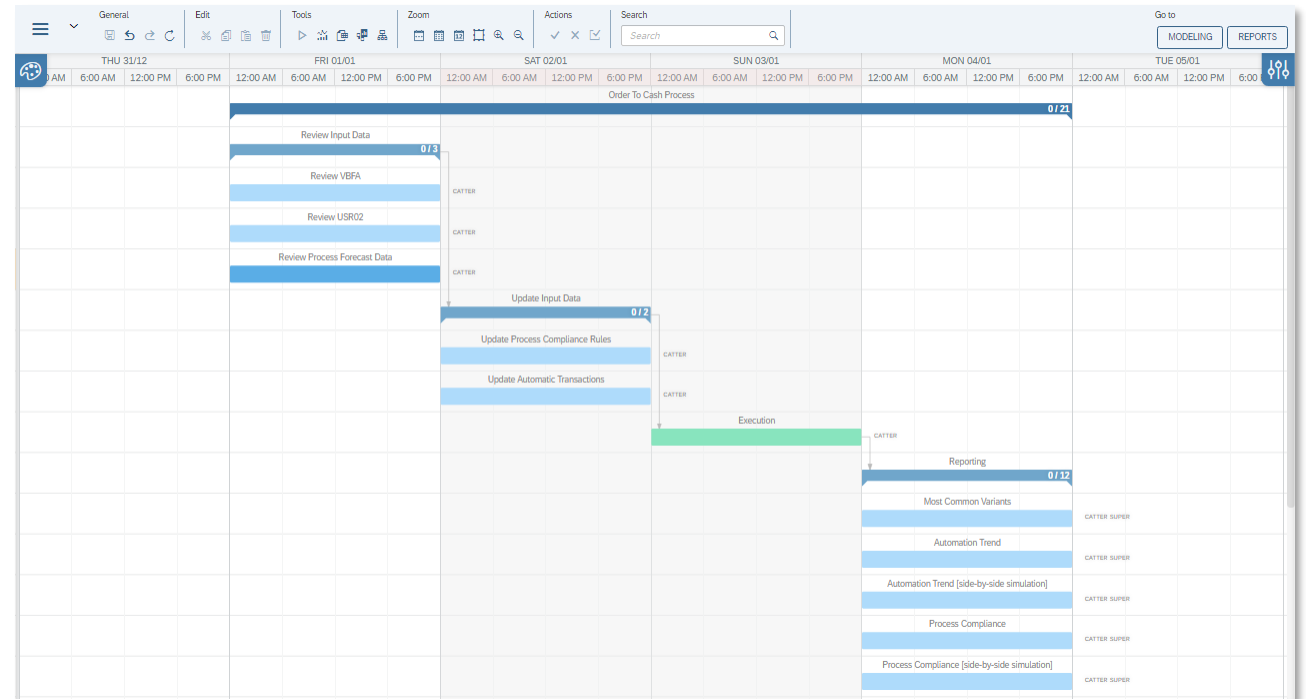 General Edit Tools Zoom Actions Search Go to
Search
MODELING REPORTS
THU 31/12 FRI 01/01 SAT 02/01 SUN 03/01 MON 04/01 TUE 05/01
AM 6:00 AM 12:00 PM 6:00 PM 12:00 AM 6:00 AM 12:00 PM 6:00 PM 12:00 AM 6:00 AM 12:00 PM 6:00 PM 12:00 AM 6:00 AM 12:00 PM 6:00 PM 12:00 AM 6:00 AM 12:00 PM 6:00 PM 12:00 AM 6:00 AM 12:00 PM 6:00
Order To Cash Process
0 / 21
Review Input Data
0 / 3
Review VBFA
CATTER
Review USR02
CATTER
Review Process Forecast Data
CATTER
Update Input Data
0 / 2
Update Process Compliance Rules
CATTER
Update Automatic Transactions
CATTER
Execution
CATTER
Reporting
0 / 12
Most Common Variants
CATTER SUPER
Automation Trend
CATTER SUPER
Automation Trend [side-by-side simulation]
CATTER SUPER
Process Compliance
CATTER SUPER
Process Compliance [side-by-side simulation]
CATTER SUPER